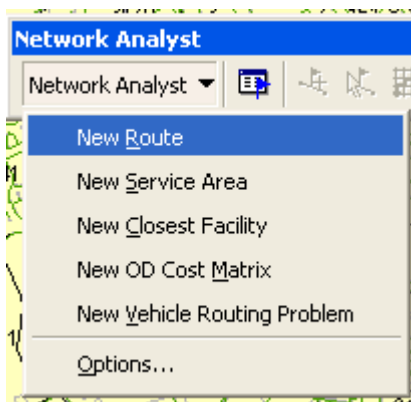 Network Analyst
Network Analyst
New Route
New Service Area
New Closest Facility
New OD Cost Matrix
New Vehicle Routing Problem
Options...